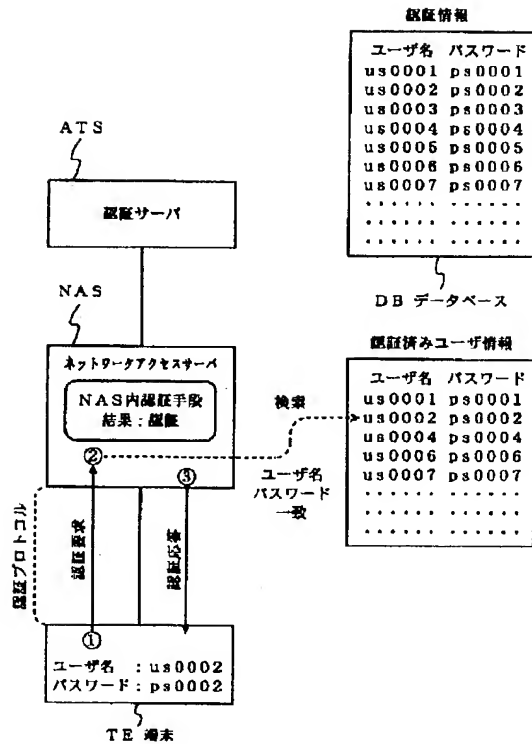 認証情報
ユーザ名 パスワード
us0001 ps0001
us0002 ps0002
us0003 ps0003
us0004 ps0004
us0005 ps0005
us0006 ps0006
us0007 ps0007
...... ......
...... ......
...... ......
DB データベース
ATS
認証サーバ
NAS
ネットワークアクセスサーバ
NAS内認証手段
結果:認証
②
③
検索
ユーザ名
パスワード
一致
認証済みユーザ情報
ユーザ名 パスワード
us0001 ps0001
us0002 ps0002
us0004 ps0004
us0006 ps0006
us0007 ps0007
...... ......
...... ......
...... ......
認証プロトコル
認証要求
認証応答
①
ユーザ名 :us0002
パスワード:ps0002
TE 端末